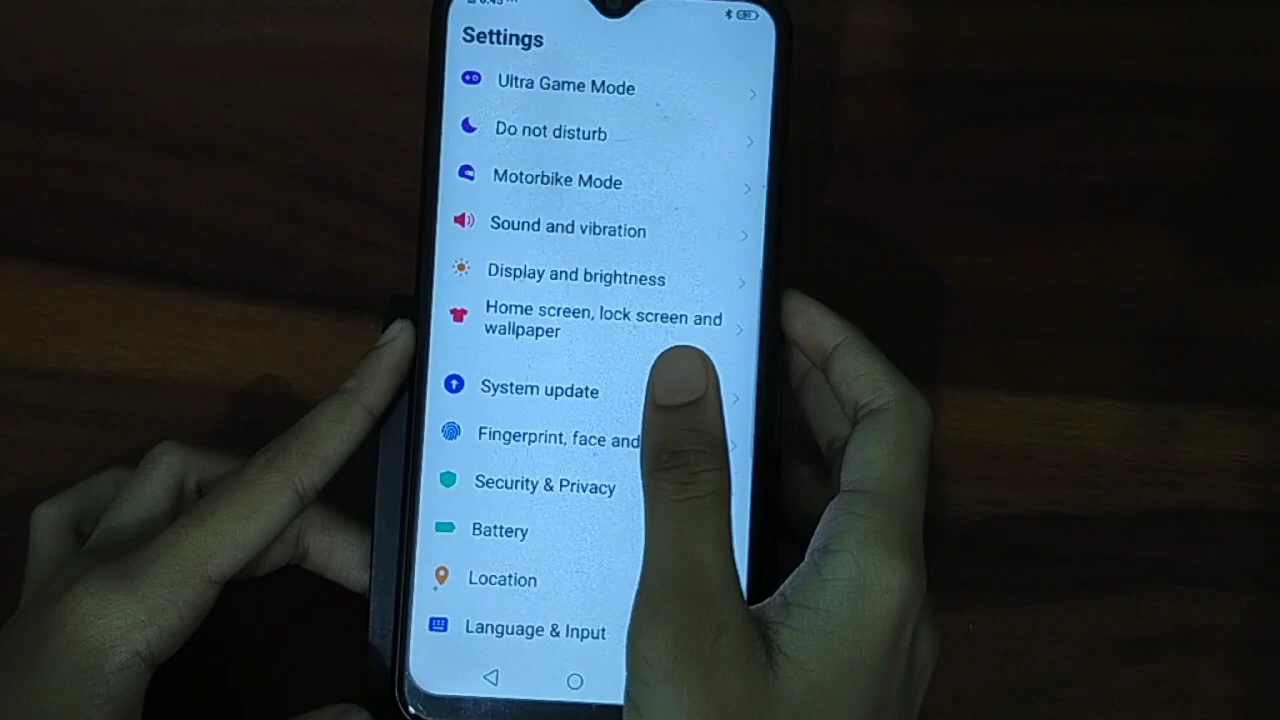 Settings
Ultra Game Mode
Do not disturb
Motorbike Mode
Sound and vibration
Display and brightness
Home screen, lock screen and
wallpaper
System update
Fingerprint, face and
Security & Privacy
Battery
Location
Language & Input